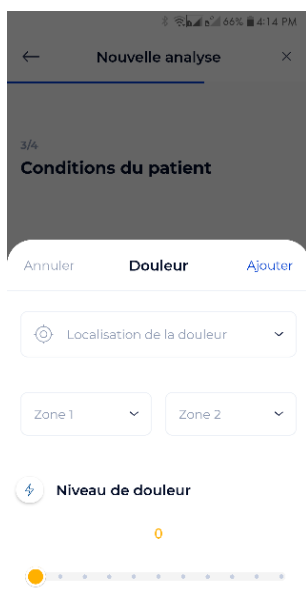 66% 4:14 PM
Nouvelle analyse
3/4
Conditions du patient
Annuler Douleur Ajouter
Localisation de la douleur
Zone 1 Zone 2
Niveau de douleur
0